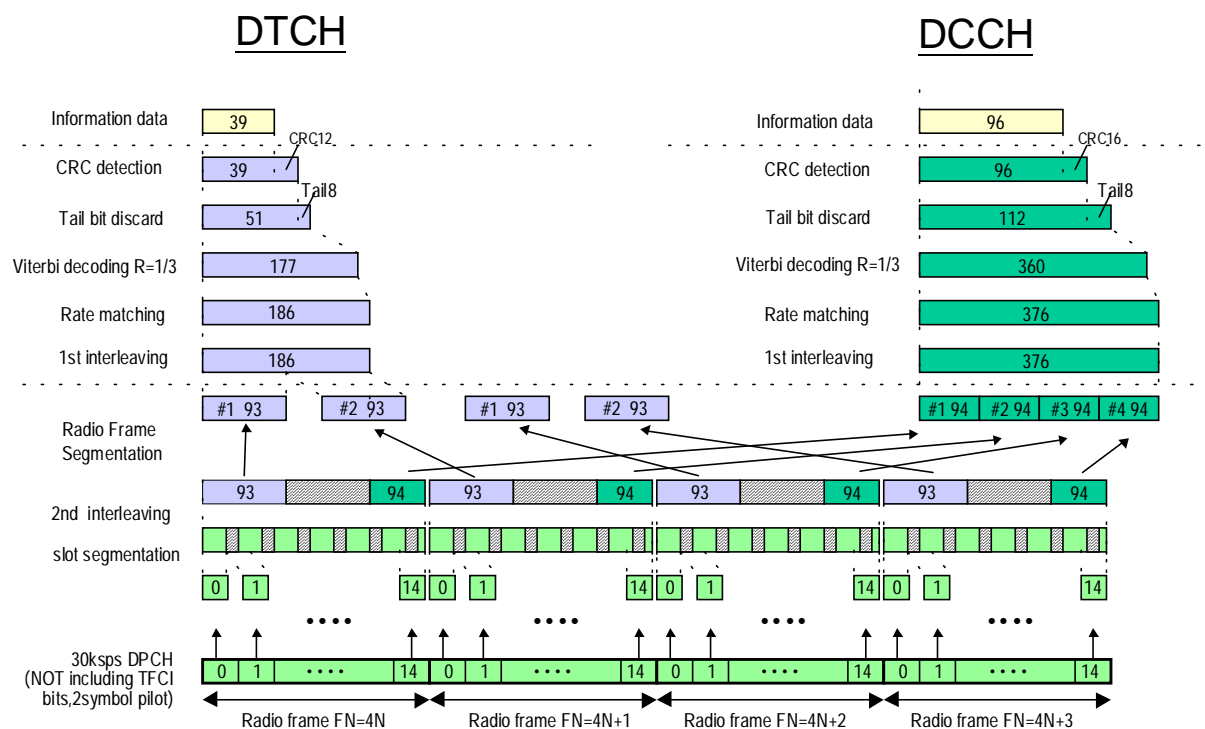 DTCH DCCH
Information data 39 Information data 96
CRC12 CRC16
CRC detection 39 CRC detection 96
Tail8 Tail8
Tail bit discard 51 Tail bit discard 112
Viterbi decoding R=1/3 177 Viterbi decoding R=1/3 360
Rate matching 186 Rate matching 376
1st interleaving 186 1st interleaving 376
#1 93 #2 93 #1 93 #2 93 #1 94 #2 94 #3 94 #4 94
Radio Frame
Segmentation
93 94 93 94 93 94 93 94
2nd interleaving
slot segmentation
0 1 14 0 1 14 0 1 14 0 1 14
•••• •••• •••• ••••
30ksps DPCH
(NOT including TFCI
bits,2symbol pilot)
0 1 •••• 14 0 1 •••• 14 0 1 •••• 14 0 1 •••• 14
Radio frame FN=4N Radio frame FN=4N+1 Radio frame FN=4N+2 Radio frame FN=4N+3